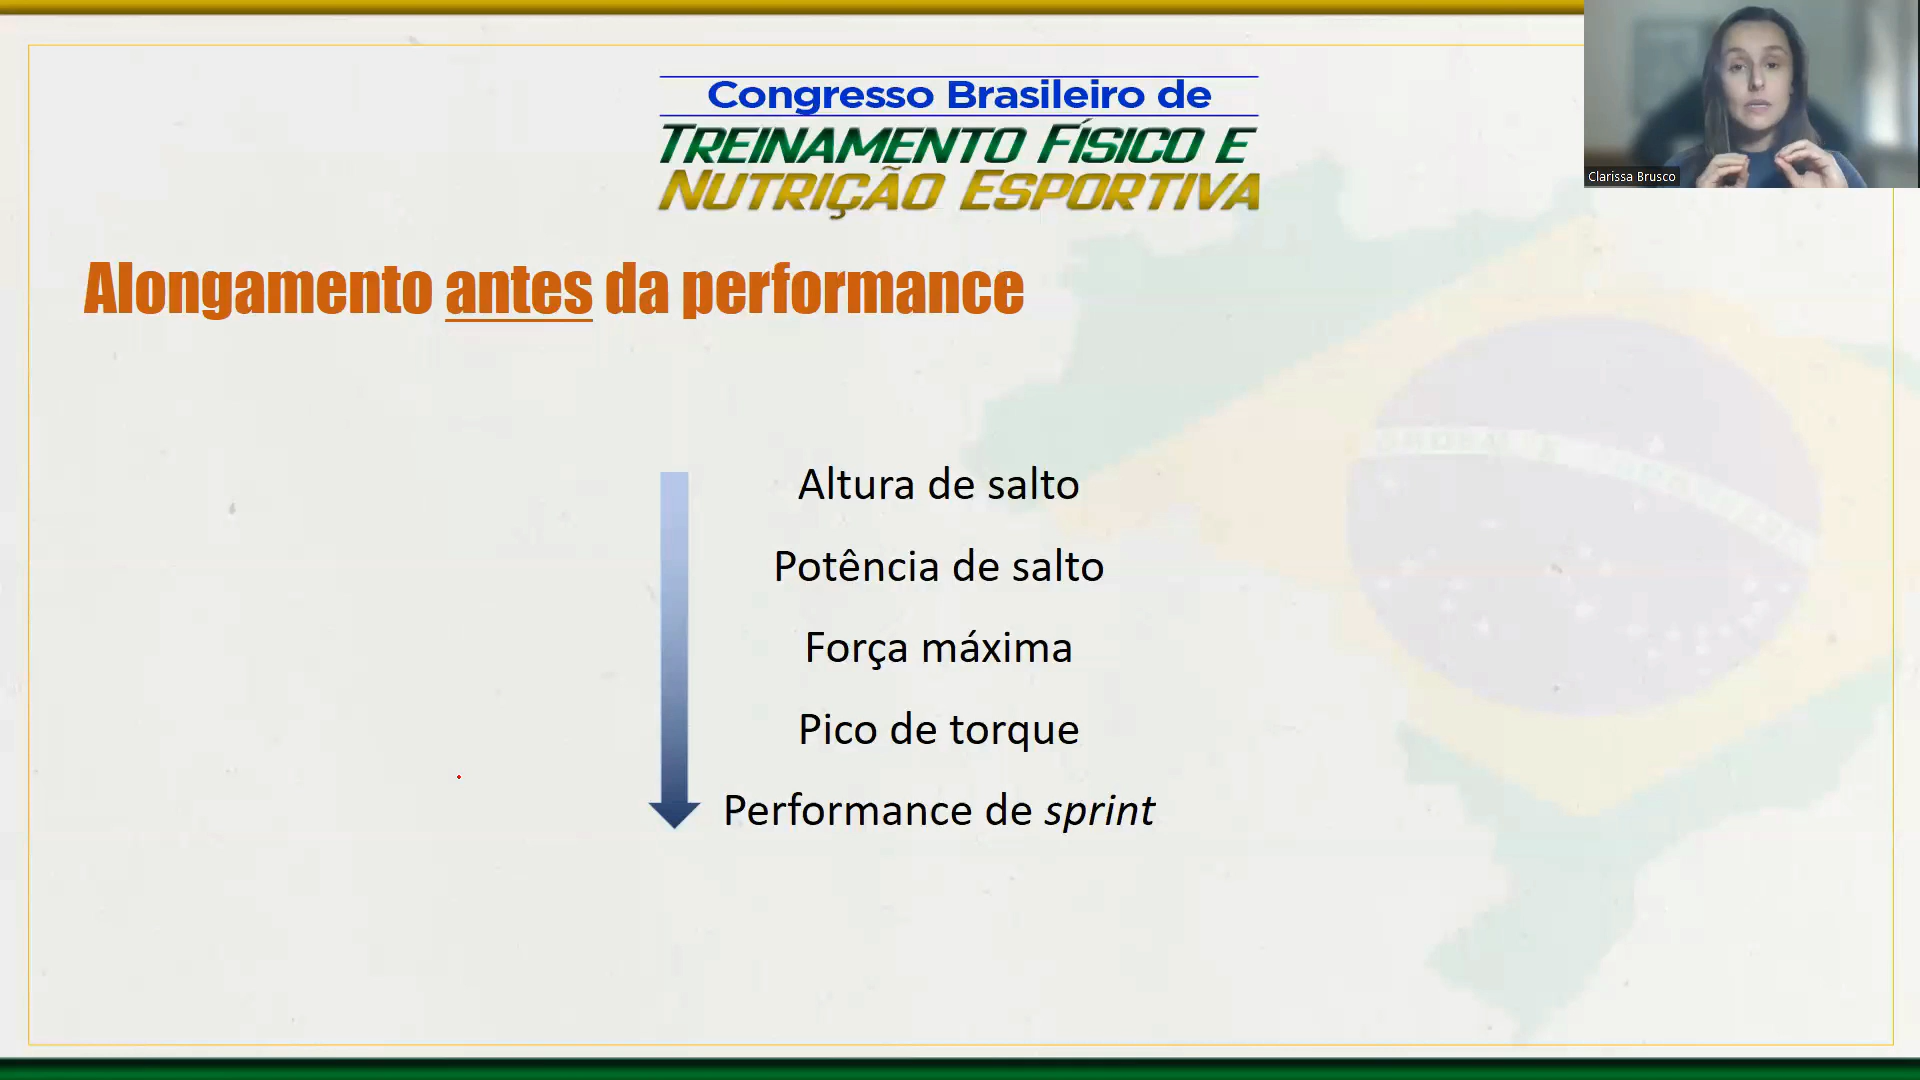 Congresso Brasileiro de
TREINAMENTO FÍSICO E
NUTRIÇÃO ESPORTIVA
Clarissa Brusco
Alongamento antes da performance
Altura de salto
Potência de salto
Força máxima
Pico de torque
Performance de sprint